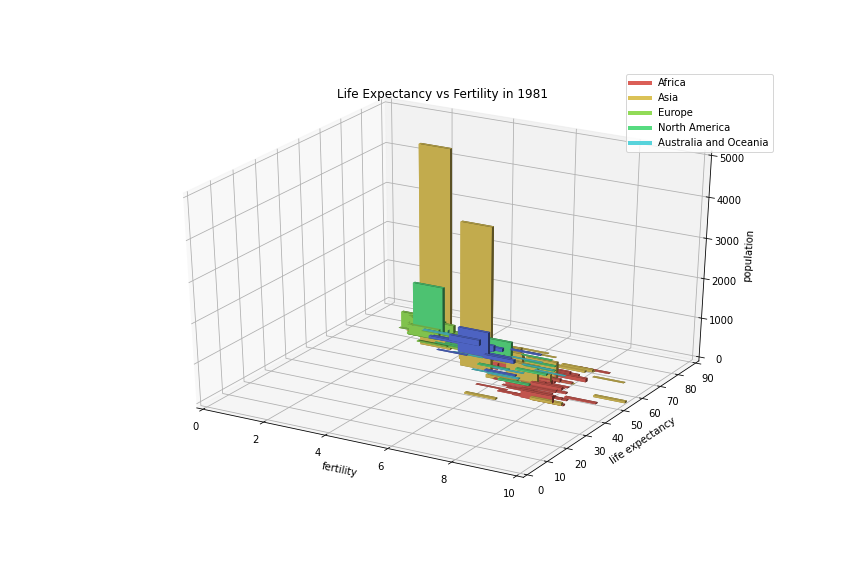 Life Expectancy vs Fertility in 1981
Africa
Asia
Europe
North America
Australia and Oceania
5000
4000
3000
2000
1000
0
population
0
2
4
6
8
10
fertility
0
10
20
30
40
50
60
70
80
90
life expectancy